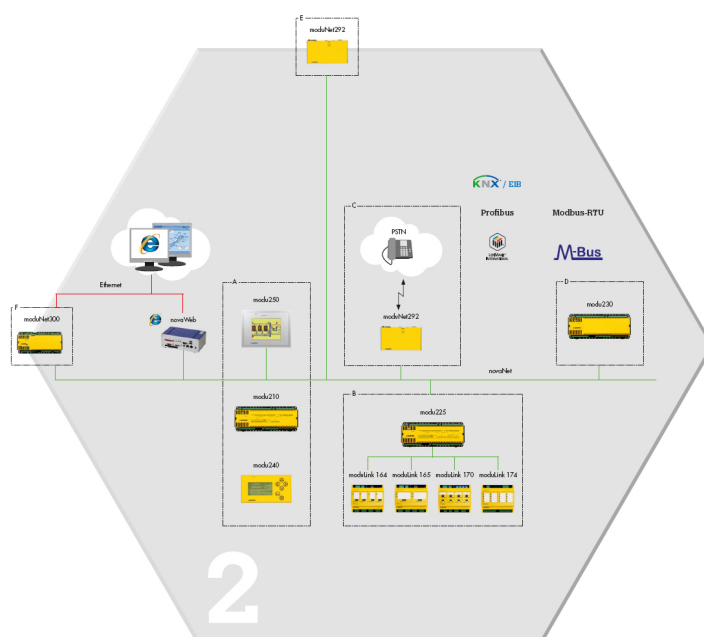 E
moduNet292
KNX / EIB
C
PSTN
Profibus
Modbus-RTU
LONMARK
M-Bus
Ethernet
F
moduNet300
novaWeb
A
modu250
moduNet292
D
modu230
novaNet
modu210
B
modu225
modu240
moduLink 164
moduLink 165
moduLink 170
moduLink 174
2